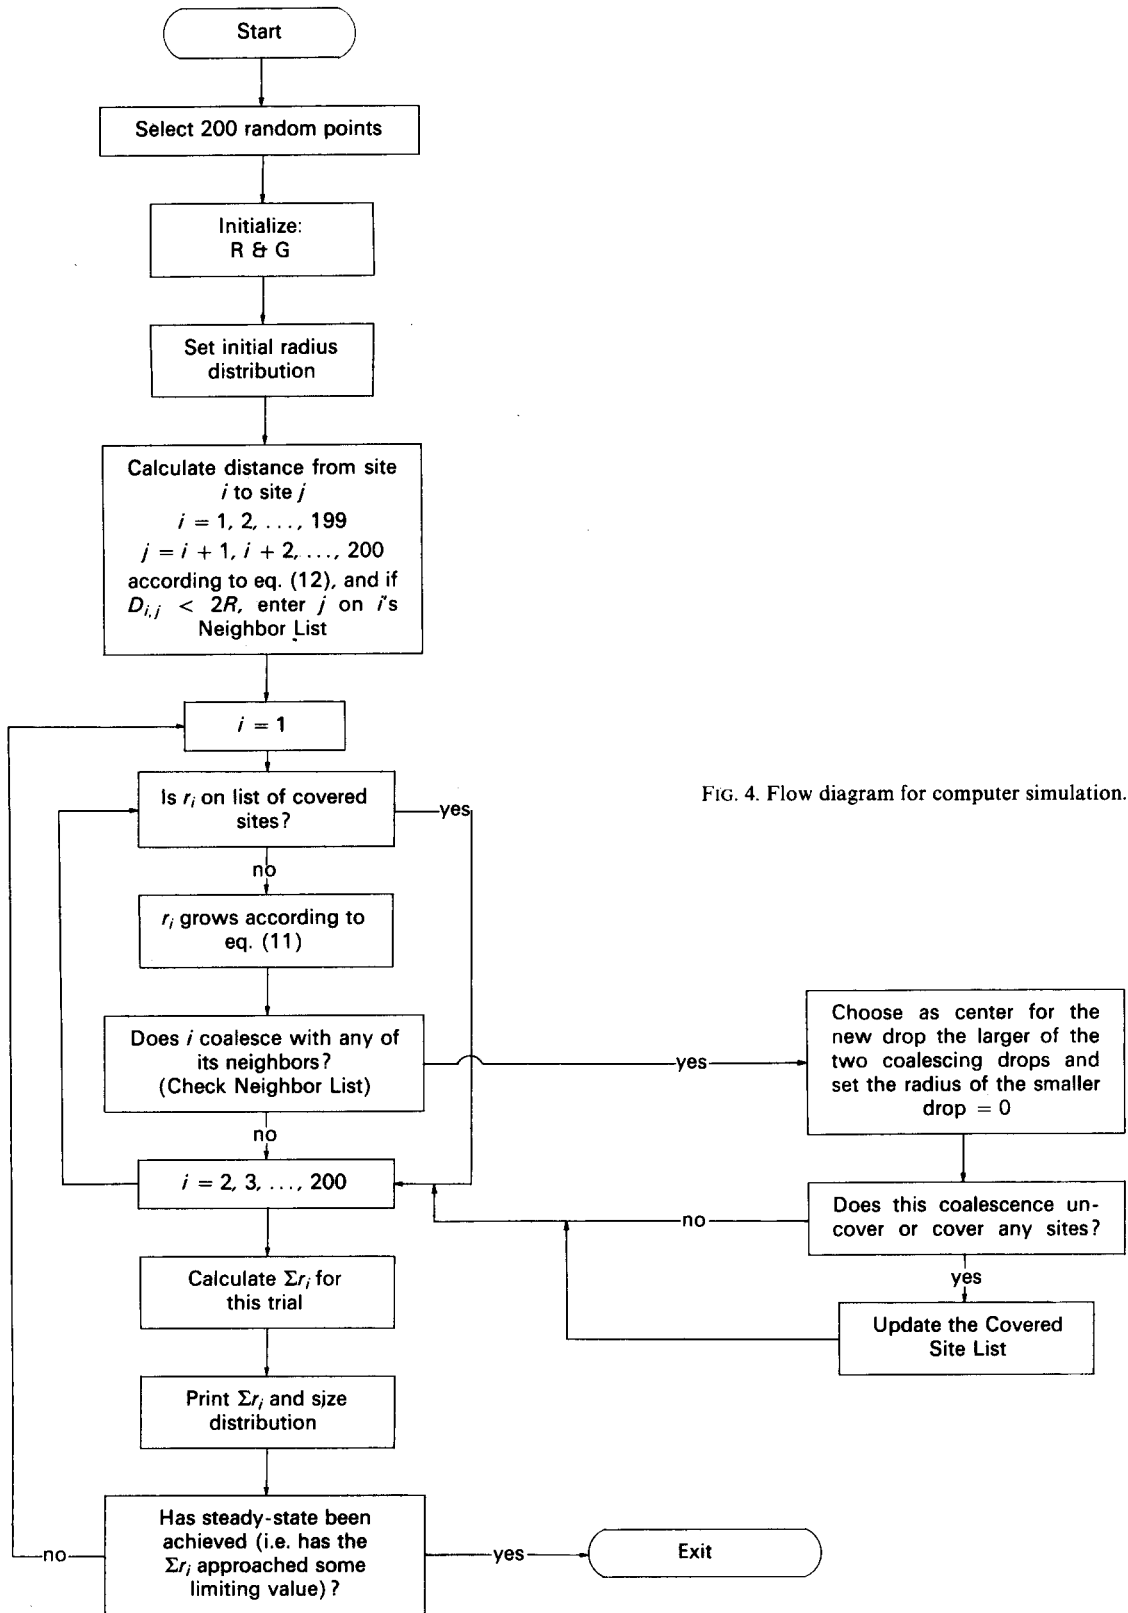 Start
Select 200 random points
Initialize:
R & G
Set initial radius
distribution
Calculate distance from site
i to site j
i = 1, 2, . . ., 199
j = i + 1, i + 2, . . ., 200
according to eq. (12), and if
D_{i,j} < 2R, enter j on i's
Neighbor List
i = 1
Is r_i on list of covered
sites?
yes
no
FIG. 4. Flow diagram for computer simulation.
r_i grows according to
eq. (11)
Does i coalesce with any of
its neighbors?
(Check Neighbor List)
yes
no
Choose as center for the
new drop the larger of the
two coalescing drops and
set the radius of the smaller
drop = 0
i = 2, 3, . . ., 200
Does this coalescence un-
cover or cover any sites?
no
yes
Update the Covered
Site List
Calculate Σr_i for
this trial
Print Σr_i and size
distribution
Has steady-state been
achieved (i.e. has the
Σr_i approached some
limiting value)?
no
yes
Exit